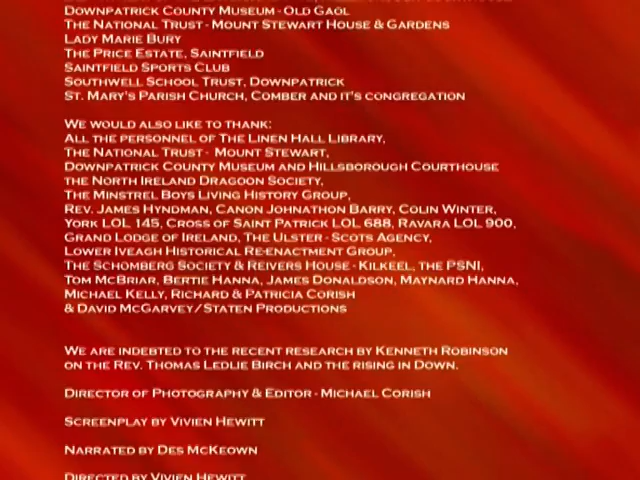 Downpatrick County Museum - Old Gaol
The National Trust - Mount Stewart House & Gardens
Lady Marie Bury
The Price Estate, Saintfield
Saintfield Sports Club
Southwell School Trust, Downpatrick
St. Mary's Parish Church, Comber and it's congregation
We would also like to thank:
All the personnel of The Linen Hall Library,
The National Trust - Mount Stewart,
Downpatrick County Museum and Hillsborough Courthouse
the North Ireland Dragoon Society,
The Minstrel Boys Living History Group,
Rev. James Hyndman, Canon Johnathon Barry, Colin Winter,
York LOL 145, Cross of Saint Patrick LOL 688, Ravara LOL 900,
Grand Lodge of Ireland, The Ulster - Scots Agency,
Lower Iveagh Historical Re-enactment Group,
The Schomberg Society & Reivers House - Kilkeel, the PSNI,
Tom McBriar, Bertie Hanna, James Donaldson, Maynard Hanna,
Michael Kelly, Richard & Patricia Corish
& David McGarvey/Staten Productions
We are indebted to the recent research by Kenneth Robinson
on the Rev. Thomas Ledlie Birch and the rising in Down.
Director of Photography & Editor - Michael Corish
Screenplay by Vivien Hewitt
Narrated by Des McKeown
Directed by Vivien Hewitt